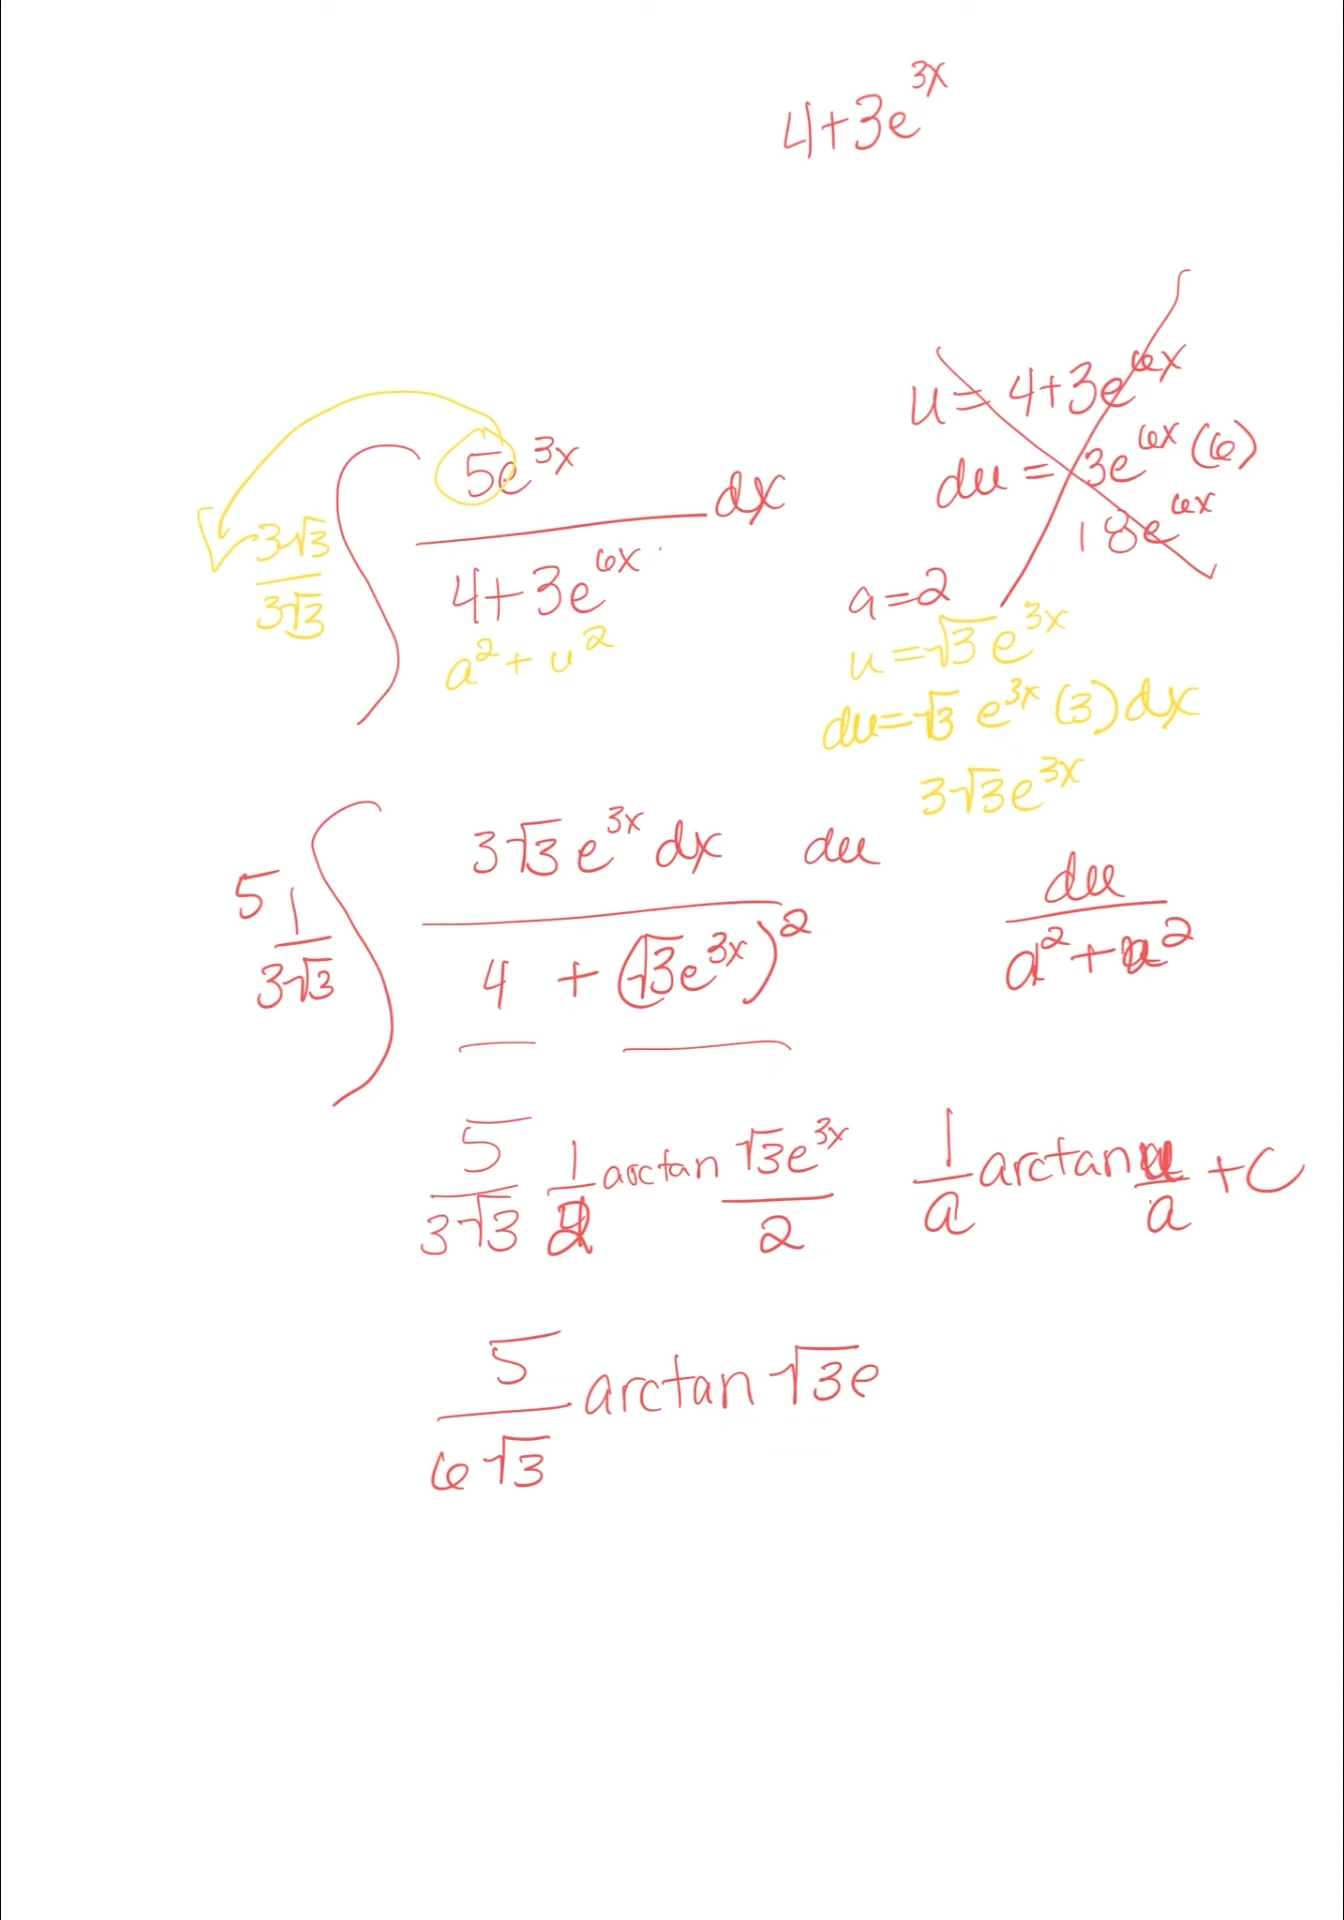 4+3e^{3x}
u = 4+3e^{6x}
∫ 5e^{3x} / 4+3e^{6x} dx
du = 3e^{6x} (6)
18e^{6x}
3√3 / 3√3
a=2
a² + u²
u = √3 e^{3x}
du = √3 e^{3x} (3) dx
3√3e^{3x}
5 1/3√3 ∫ 3√3 e^{3x} dx / 4 + (√3e^{3x})² du
du / a² + u²
5/3√3 1/2 arctan √3e^{3x}/2
1/a arctan u/a + C
5/6√3 arctan √3e